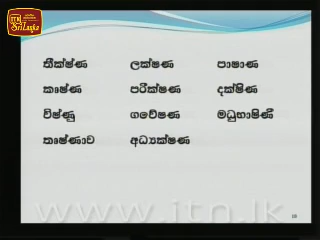 තීක්ෂ්ණ ලක්ෂණ පාෂාණ
කෘෂ්ණ පරීක්ෂණ දක්ෂිණ
විෂ්ණු ගවේෂණ මධුභාෂිණී
තෘෂ්ණාව අධ්‍යක්ෂණ
www.itn.lk